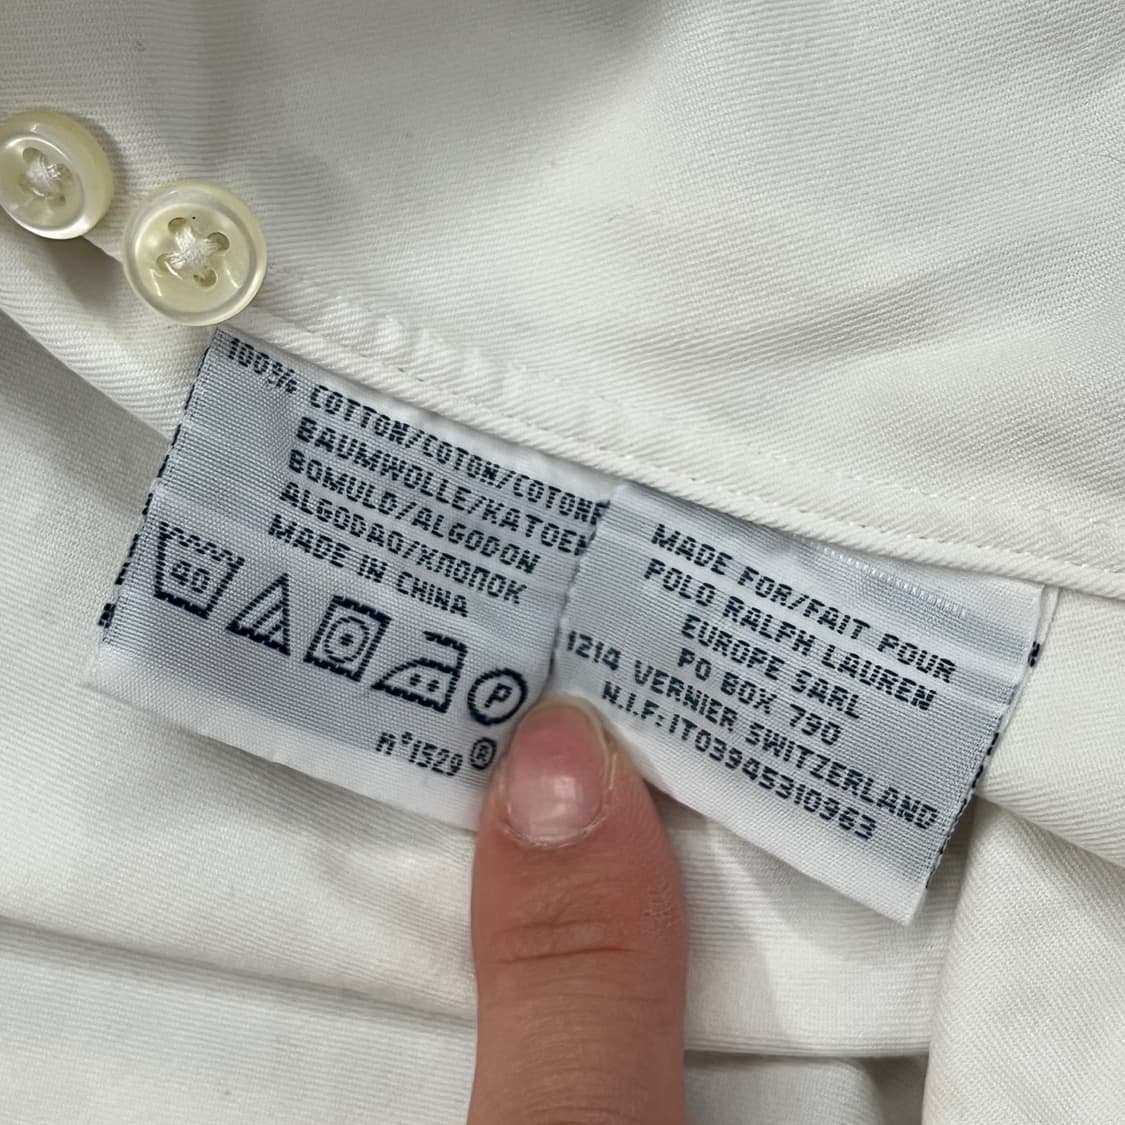 100% COTTON/COTON/COTONE
BAUMWOLLE/KATOEN
BOMULD/ALGODON
ALGODAO/ХЛОПОК
MADE IN CHINA
40
P
n°1529 ®
MADE FOR/FAIT POUR
POLO RALPH LAUREN
EUROPE SARL
PO BOX 790
1214 VERNIER SWITZERLAND
N.I.F:IT03945310963